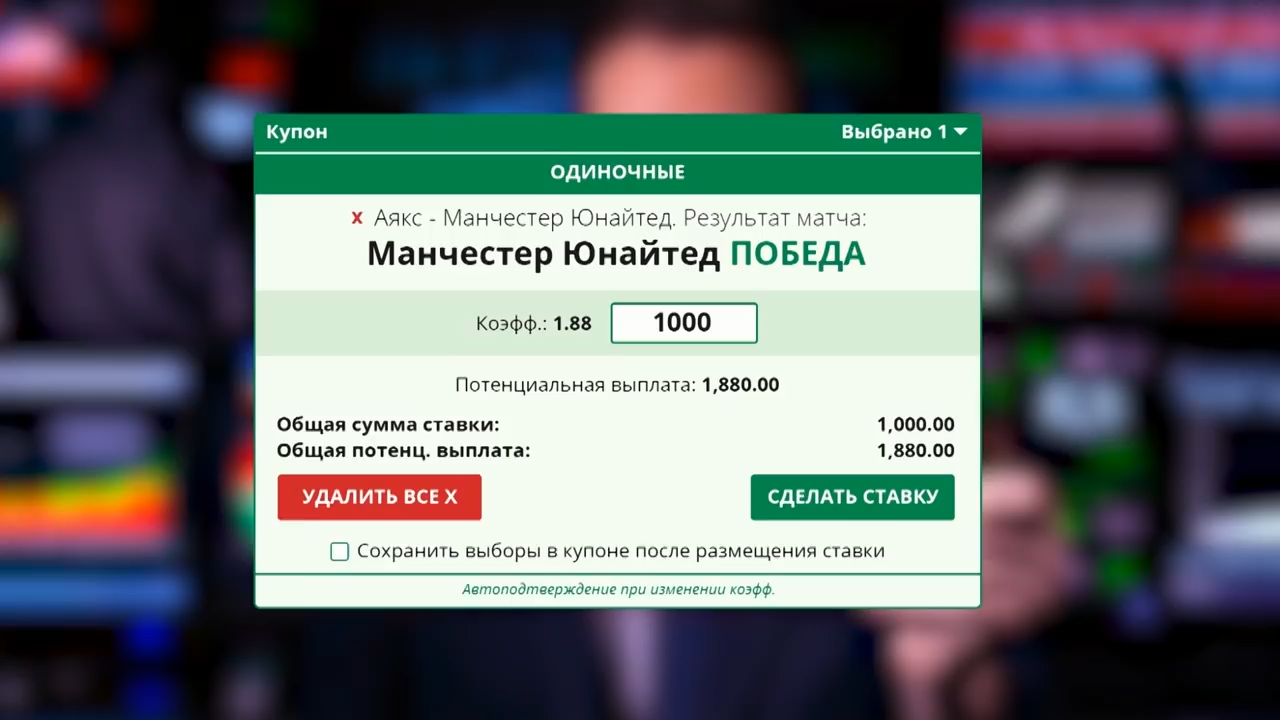 Купон
Выбрано 1
ОДИНОЧНЫЕ
x Аякс - Манчестер Юнайтед. Результат матча:
Манчестер Юнайтед ПОБЕДА
Коэфф.: 1.88 1000
Потенциальная выплата: 1,880.00
Общая сумма ставки: 1,000.00
Общая потенц. выплата: 1,880.00
УДАЛИТЬ ВСЕ X
СДЕЛАТЬ СТАВКУ
Сохранить выборы в купоне после размещения ставки
Автоподтверждение при изменении коэфф.